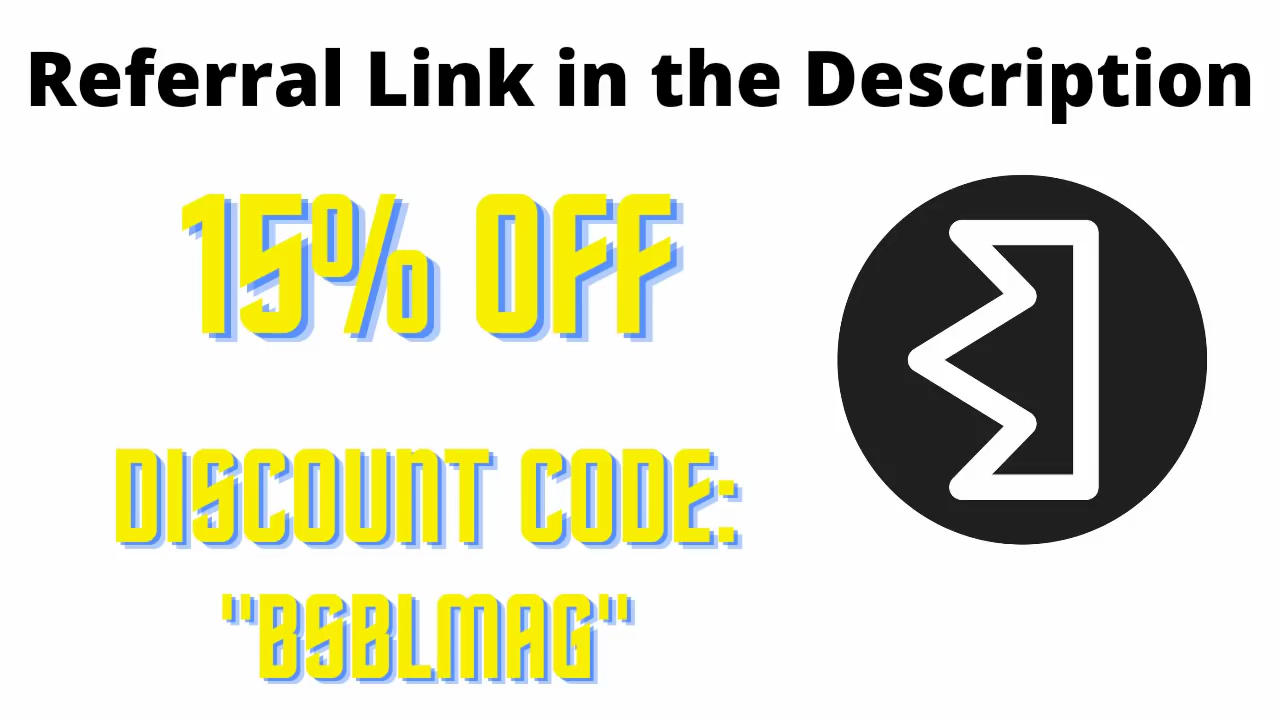 Referral Link in the Description
15% OFF
DISCOUNT CODE:
"BSBLMAG"